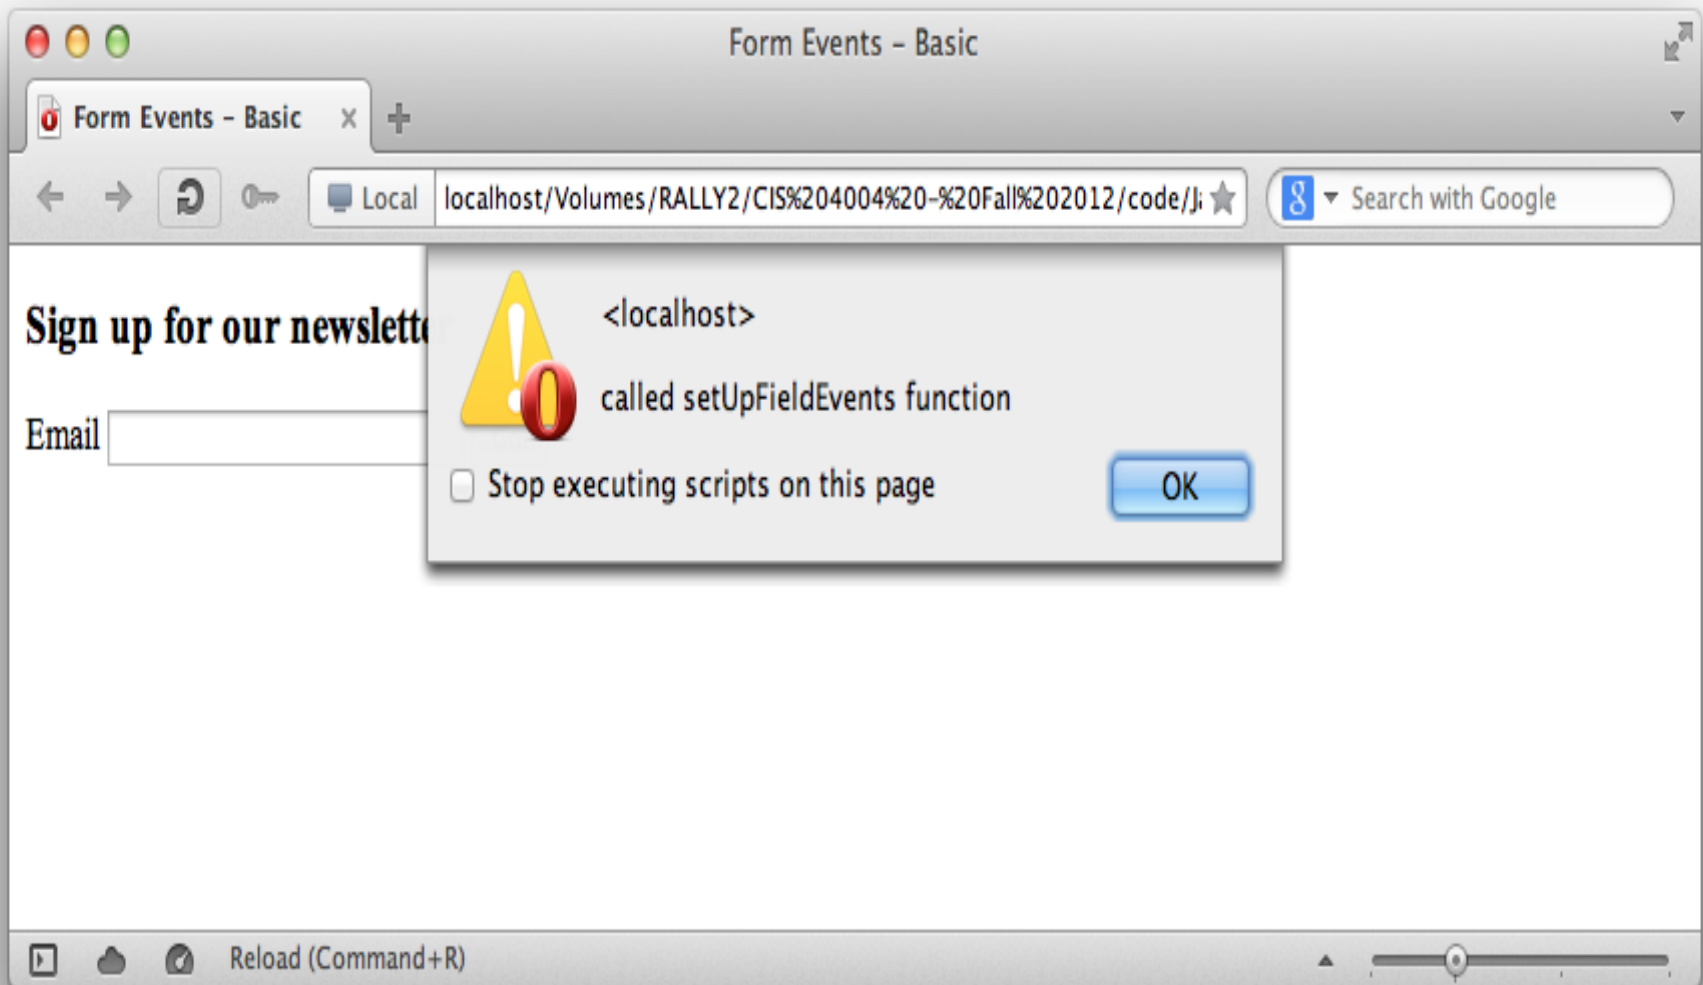 Form Events – Basic
Form Events – Basic
Local
localhost/Volumes/RALLY2/CIS%204004%20-%20Fall%202012/code/J
Search with Google
<localhost>
Sign up for our newslette
called setUpFieldEvents function
Email
Stop executing scripts on this page
OK
Reload (Command+R)